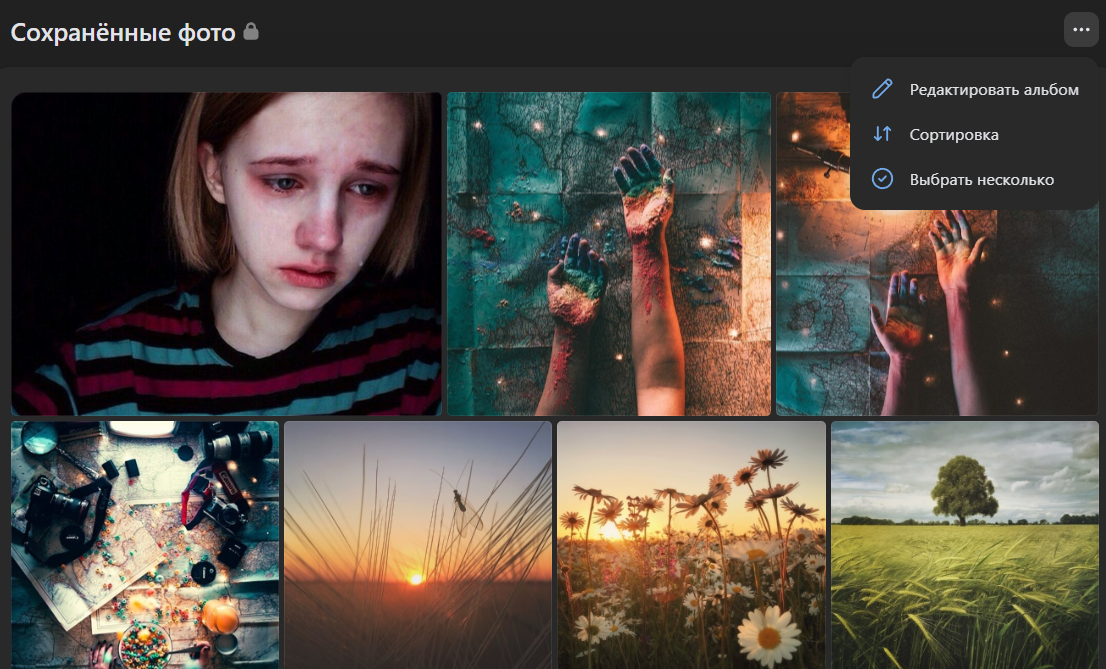 Сохранённые фото
Редактировать альбом
Сортировка
Выбрать несколько